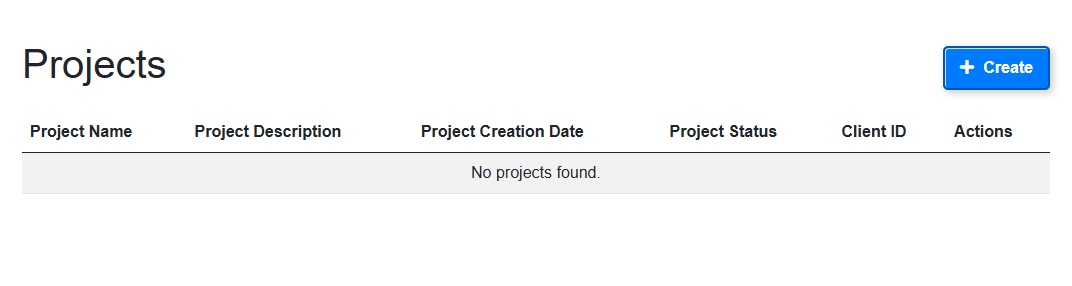 Projects
+ Create
Project Name Project Description Project Creation Date Project Status Client ID Actions
No projects found.